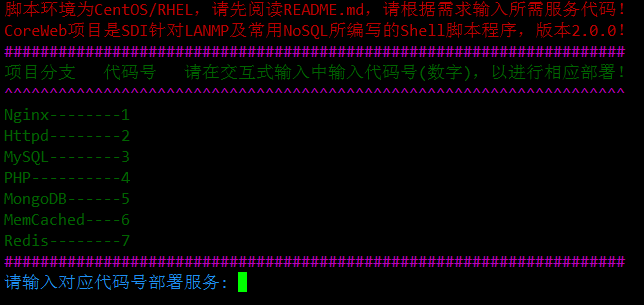 脚本环境为CentOS/RHEL，请先阅读README.md，请根据需求输入所需服务代码！
CoreWeb项目是SDI针对LANMP及常用NoSQL所编写的Shell脚本程序，版本2.0.0！
#####################################################################
项目分支   代码号   请在交互式输入中输入代码号(数字)，以进行相应部署！
^^^^^^^^^^^^^^^^^^^^^^^^^^^^^^^^^^^^^^^^^^^^^^^^^^^^^^^^^^^^^^^^^^^^^
Nginx--------1
Httpd--------2
MySQL--------3
PHP----------4
MongoDB------5
MemCached----6
Redis--------7
#####################################################################
请输入对应代码号部署服务: